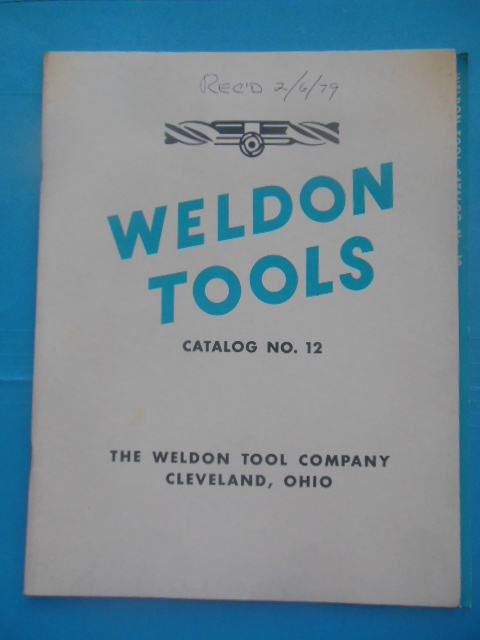 REC'D 2/6/79
WELDON
TOOLS
CATALOG NO. 12
THE WELDON TOOL COMPANY
CLEVELAND, OHIO